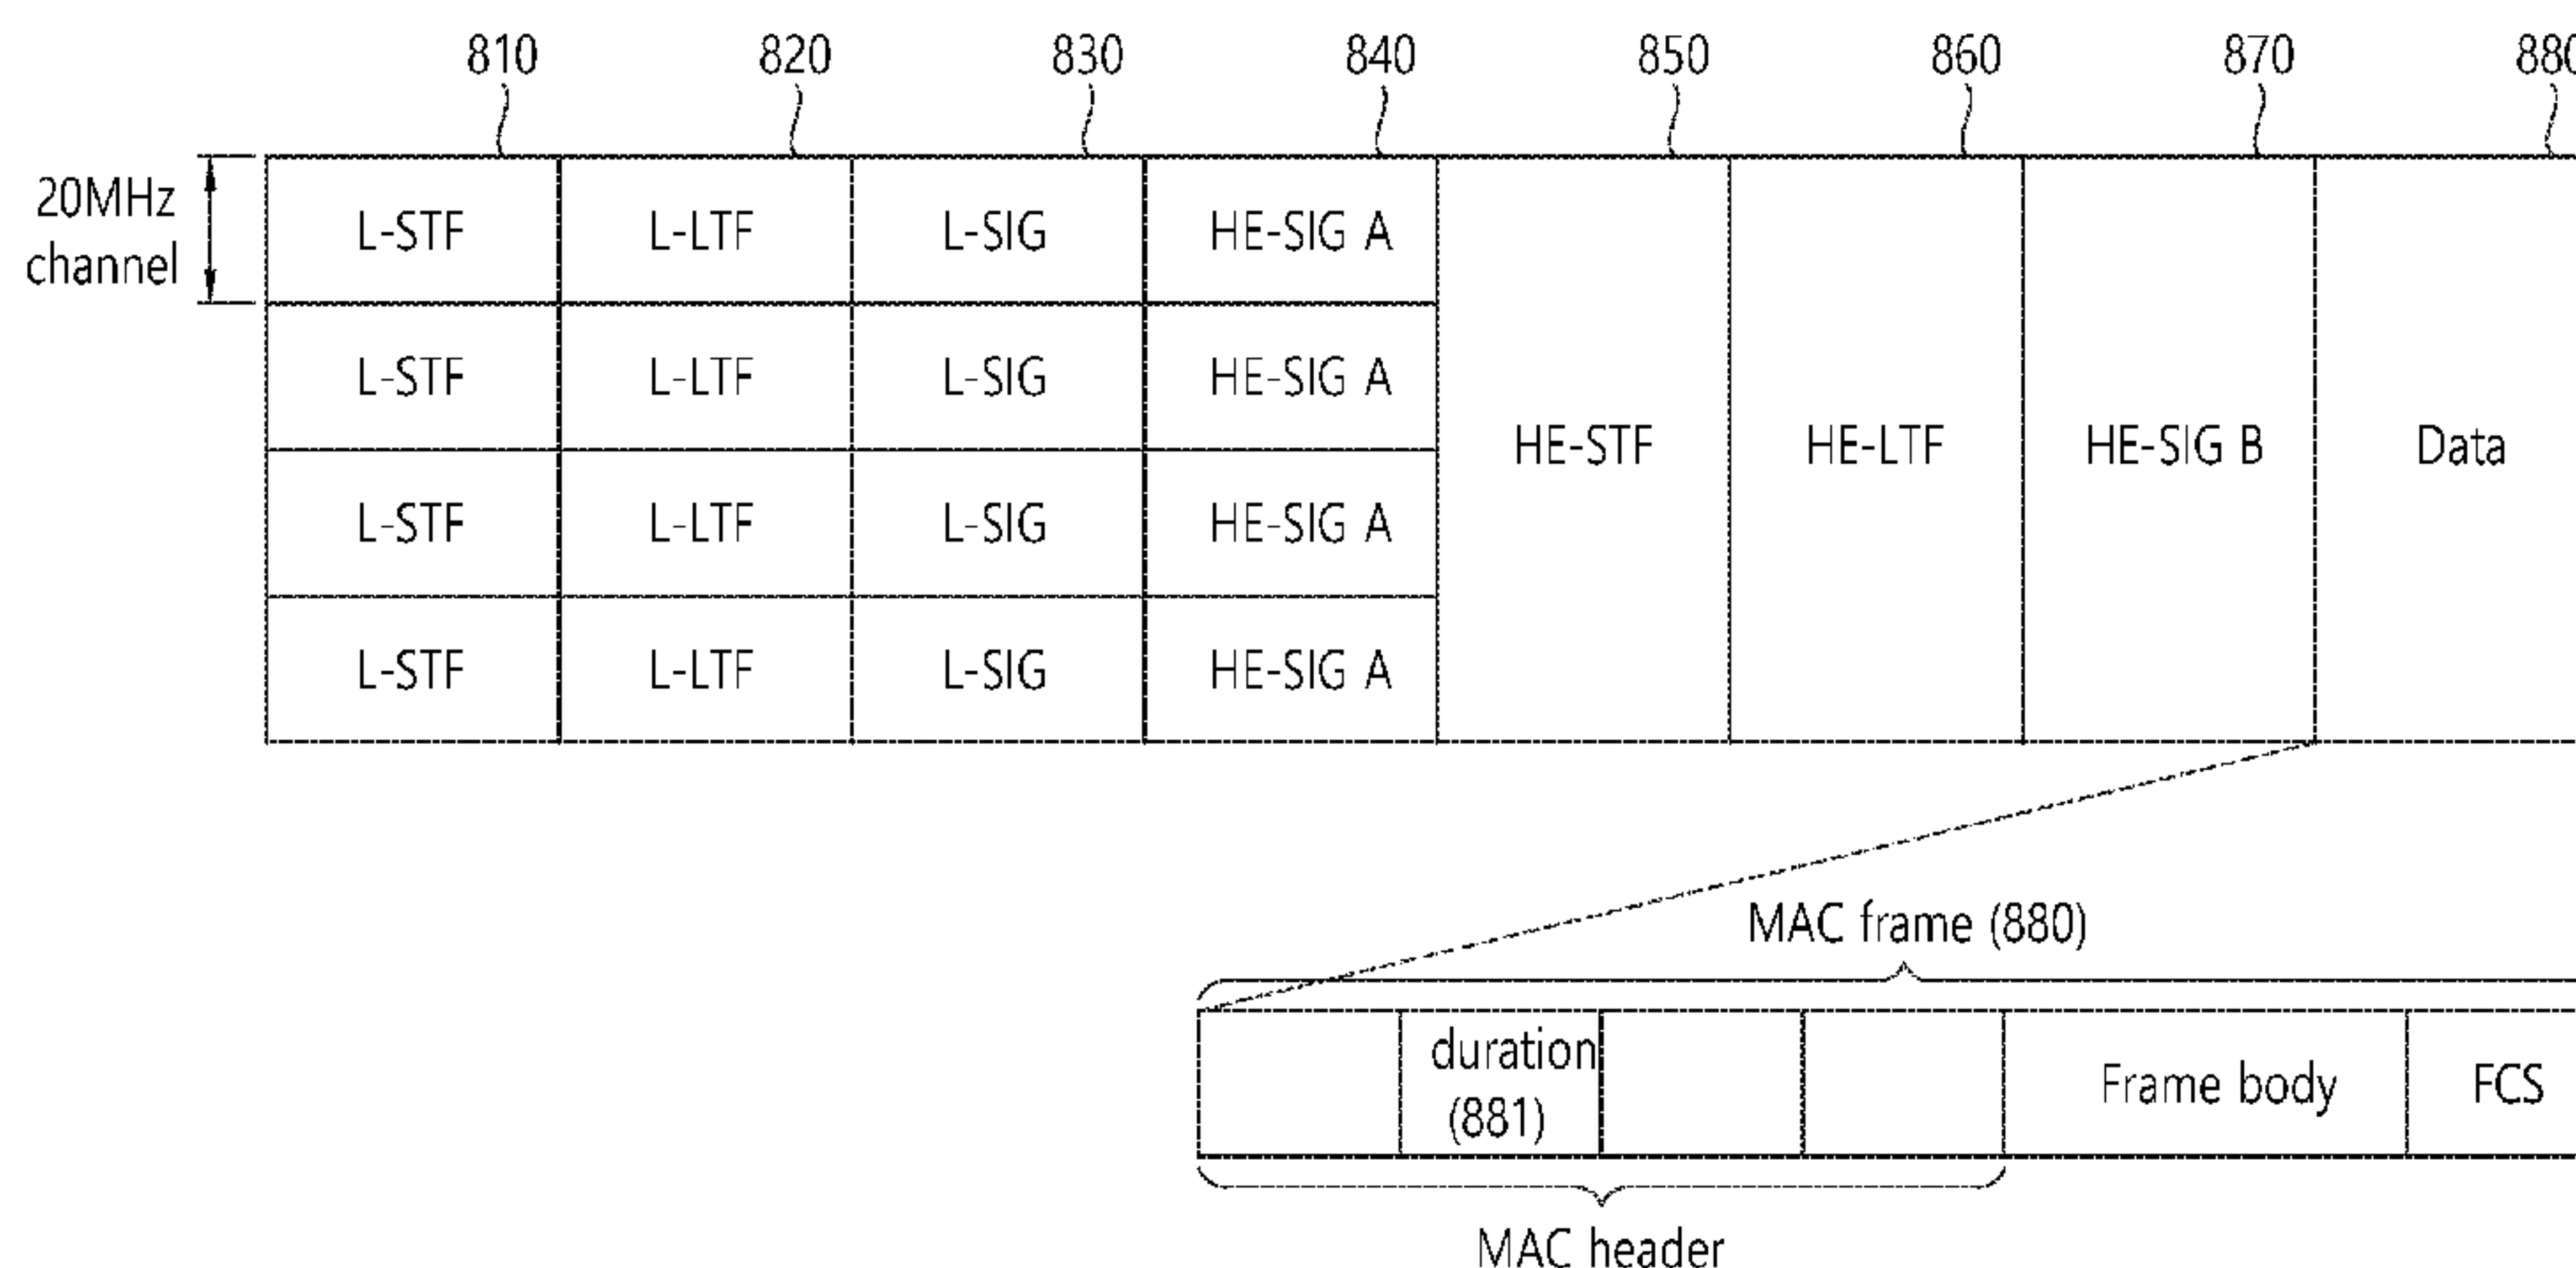 810 820 830 840 850 860 870 880
20MHz
channel
L-STF L-LTF L-SIG HE-SIG A
L-STF L-LTF L-SIG HE-SIG A
HE-STF HE-LTF HE-SIG B Data
L-STF L-LTF L-SIG HE-SIG A
L-STF L-LTF L-SIG HE-SIG A
MAC frame (880)
duration
(881)
Frame body FCS
MAC header